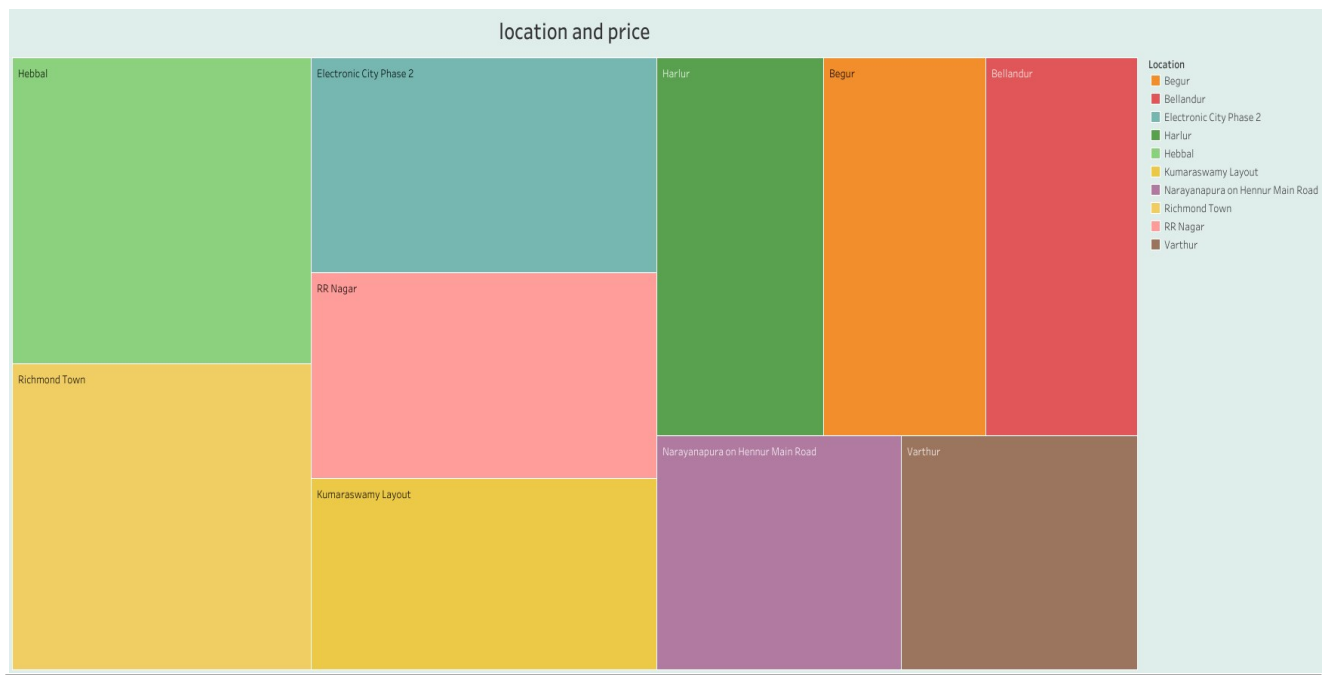 location and price
Hebbal
Richmond Town
Electronic City Phase 2
RR Nagar
Kumaraswamy Layout
Harlur
Begur
Bellandur
Narayanapura on Hennur Main Road
Varthur
Location
Begur
Bellandur
Electronic City Phase 2
Harlur
Hebbal
Kumaraswamy Layout
Narayanapura on Hennur Main Road
Richmond Town
RR Nagar
Varthur